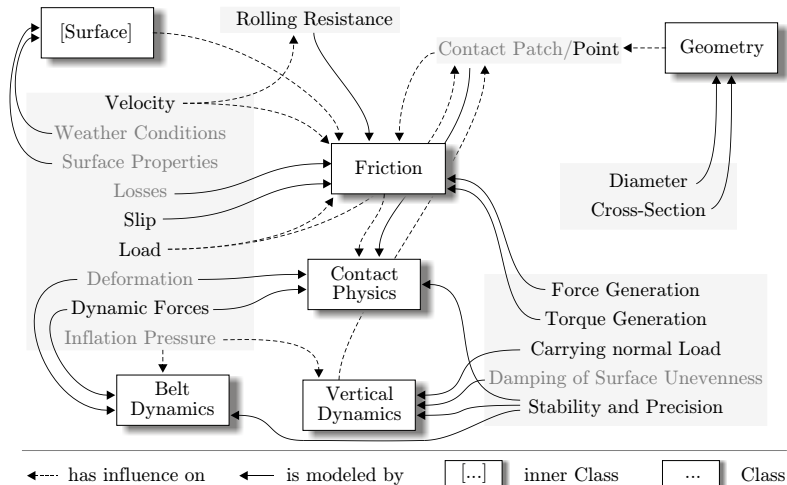 Rolling Resistance
[Surface]
Contact Patch/Point
Geometry
Velocity
Weather Conditions
Surface Properties
Losses
Slip
Load
Friction
Diameter
Cross-Section
Deformation
Dynamic Forces
Inflation Pressure
Contact
Physics
Force Generation
Torque Generation
Carrying normal Load
Damping of Surface Unevenness
Stability and Precision
Belt
Dynamics
Vertical
Dynamics
has influence on
is modeled by
[...]
inner Class
...
Class